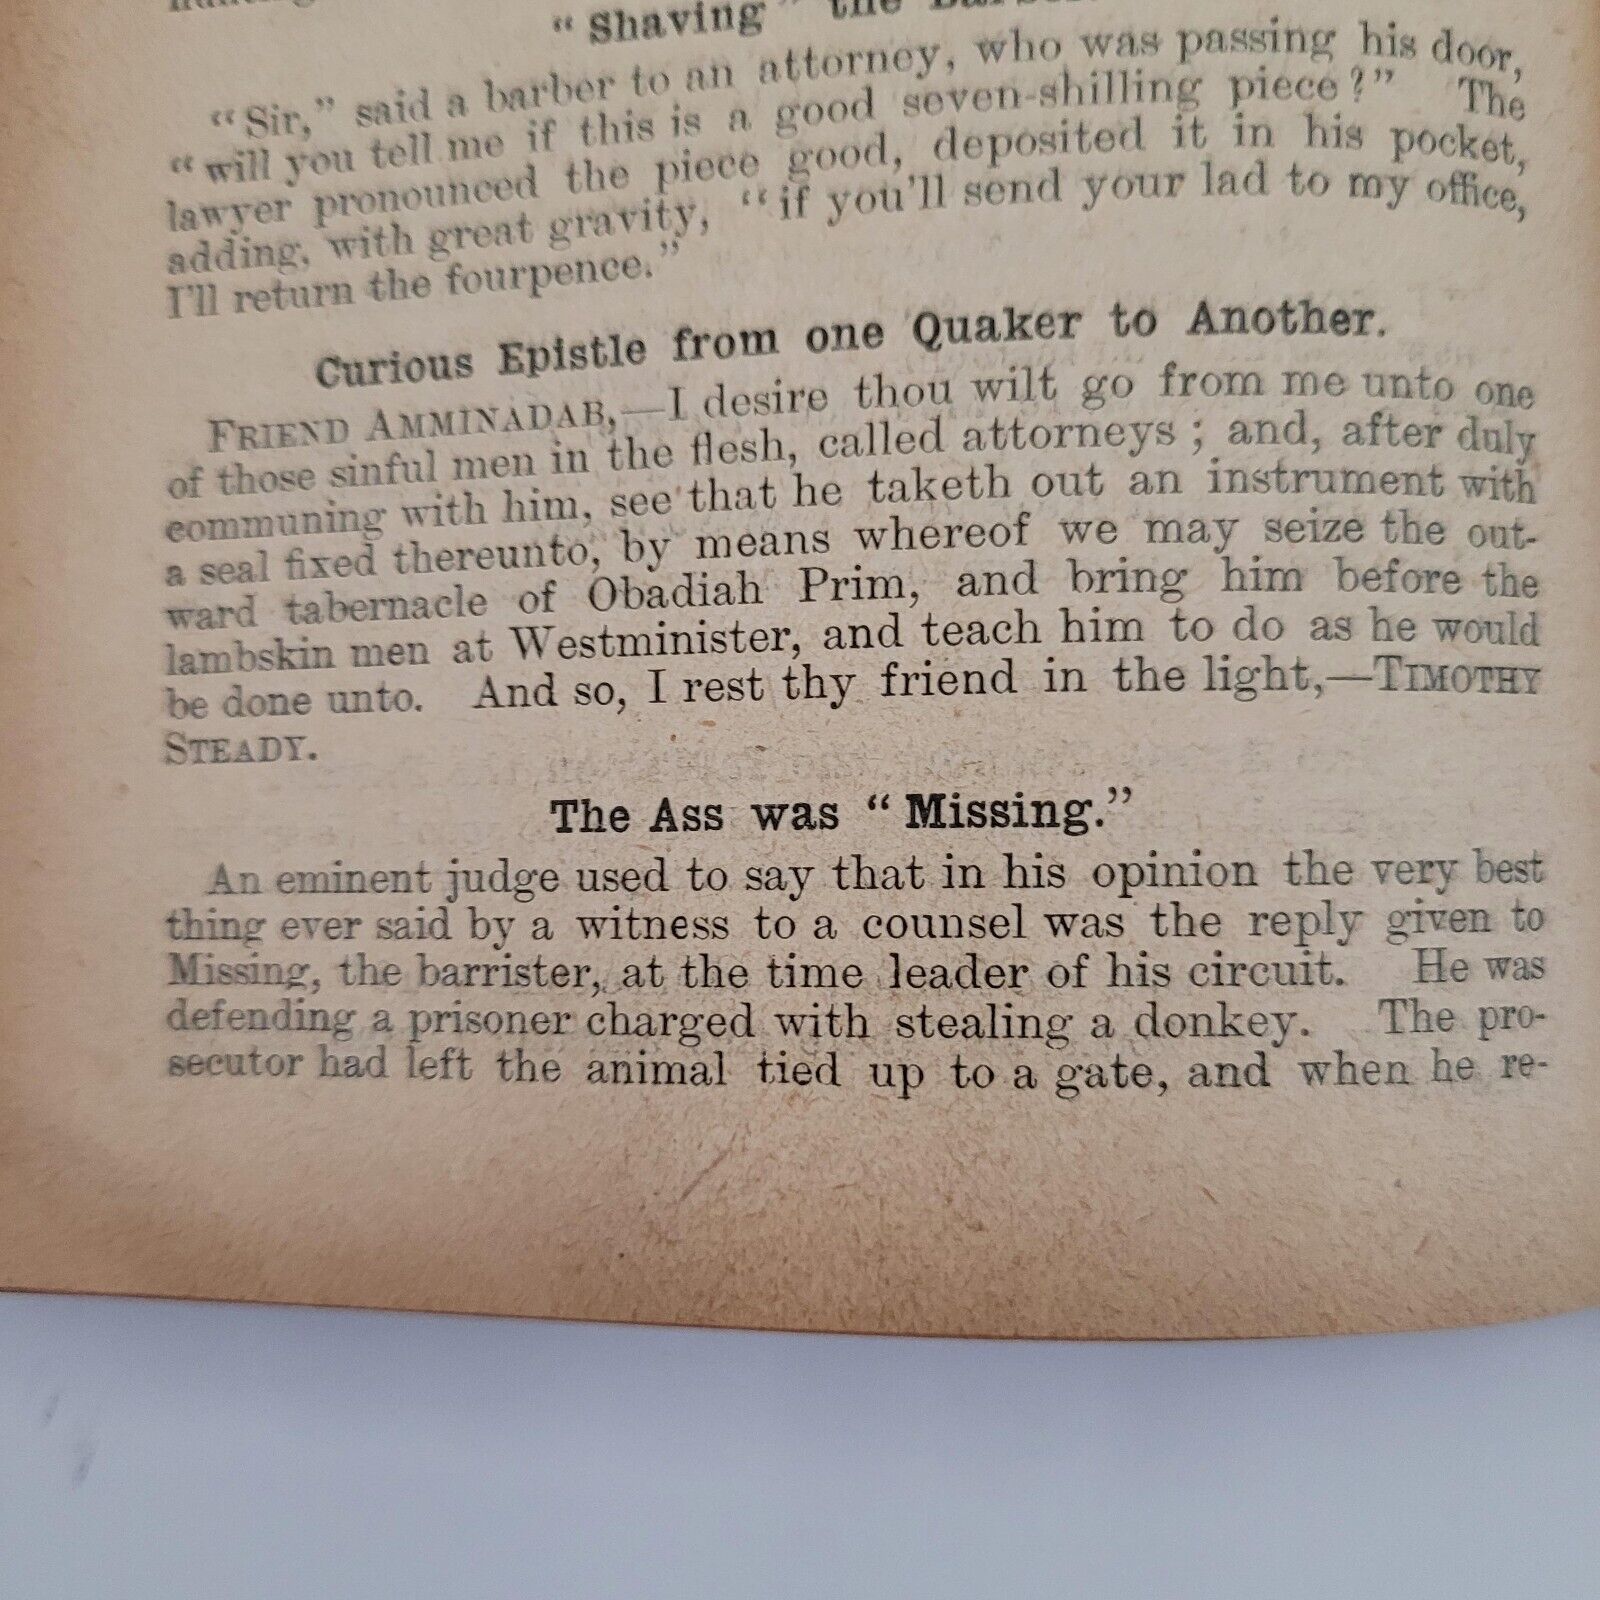 "Shaving" the
"Sir," said a barber to an attorney, who was passing his door,
"will you tell me if this is a good seven-shilling piece?" The
lawyer pronounced the piece good, deposited it in his pocket,
adding, with great gravity, "if you'll send your lad to my office,
I'll return the fourpence."
Curious Epistle from one Quaker to Another.
FRIEND AMMINADAB,—I desire thou wilt go from me unto one
of those sinful men in the flesh, called attorneys ; and, after duly
communing with him, see that he taketh out an instrument with
a seal fixed thereunto, by means whereof we may seize the out-
ward tabernacle of Obadiah Prim, and bring him before the
lambskin men at Westminister, and teach him to do as he would
be done unto. And so, I rest thy friend in the light,—TIMOTHY
STEADY.
The Ass was "Missing."
An eminent judge used to say that in his opinion the very best
thing ever said by a witness to a counsel was the reply given to
Missing, the barrister, at the time leader of his circuit. He was
defending a prisoner charged with stealing a donkey. The pro-
secutor had left the animal tied up to a gate, and when he re-